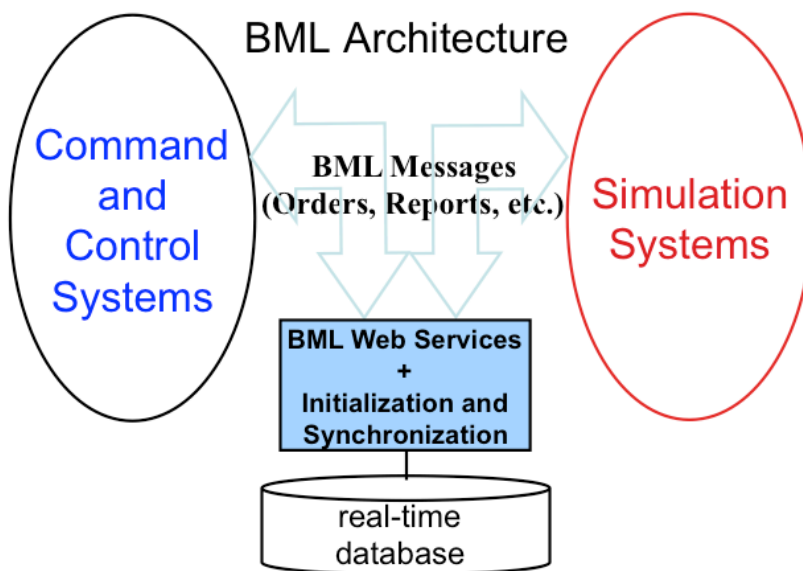 BML Architecture
Command
and
Control
Systems
BML Messages
(Orders, Reports, etc.)
Simulation
Systems
BML Web Services
+
Initialization and
Synchronization
real-time
database